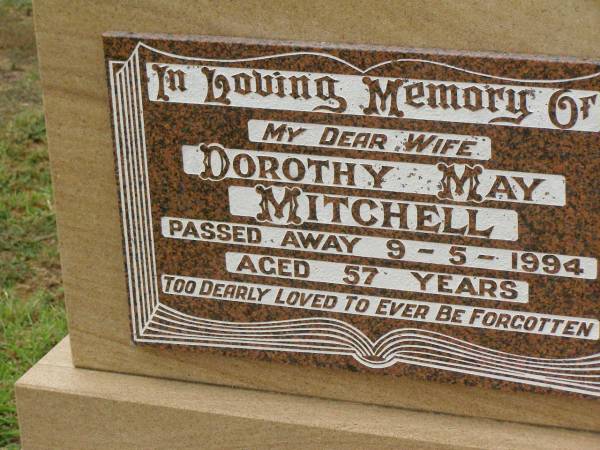 In Loving Memory Of
MY DEAR WIFE
DOROTHY MAY
MITCHELL
PASSED AWAY 9 - 5 - 1994
AGED 57 YEARS
TOO DEARLY LOVED TO EVER BE FORGOTTEN